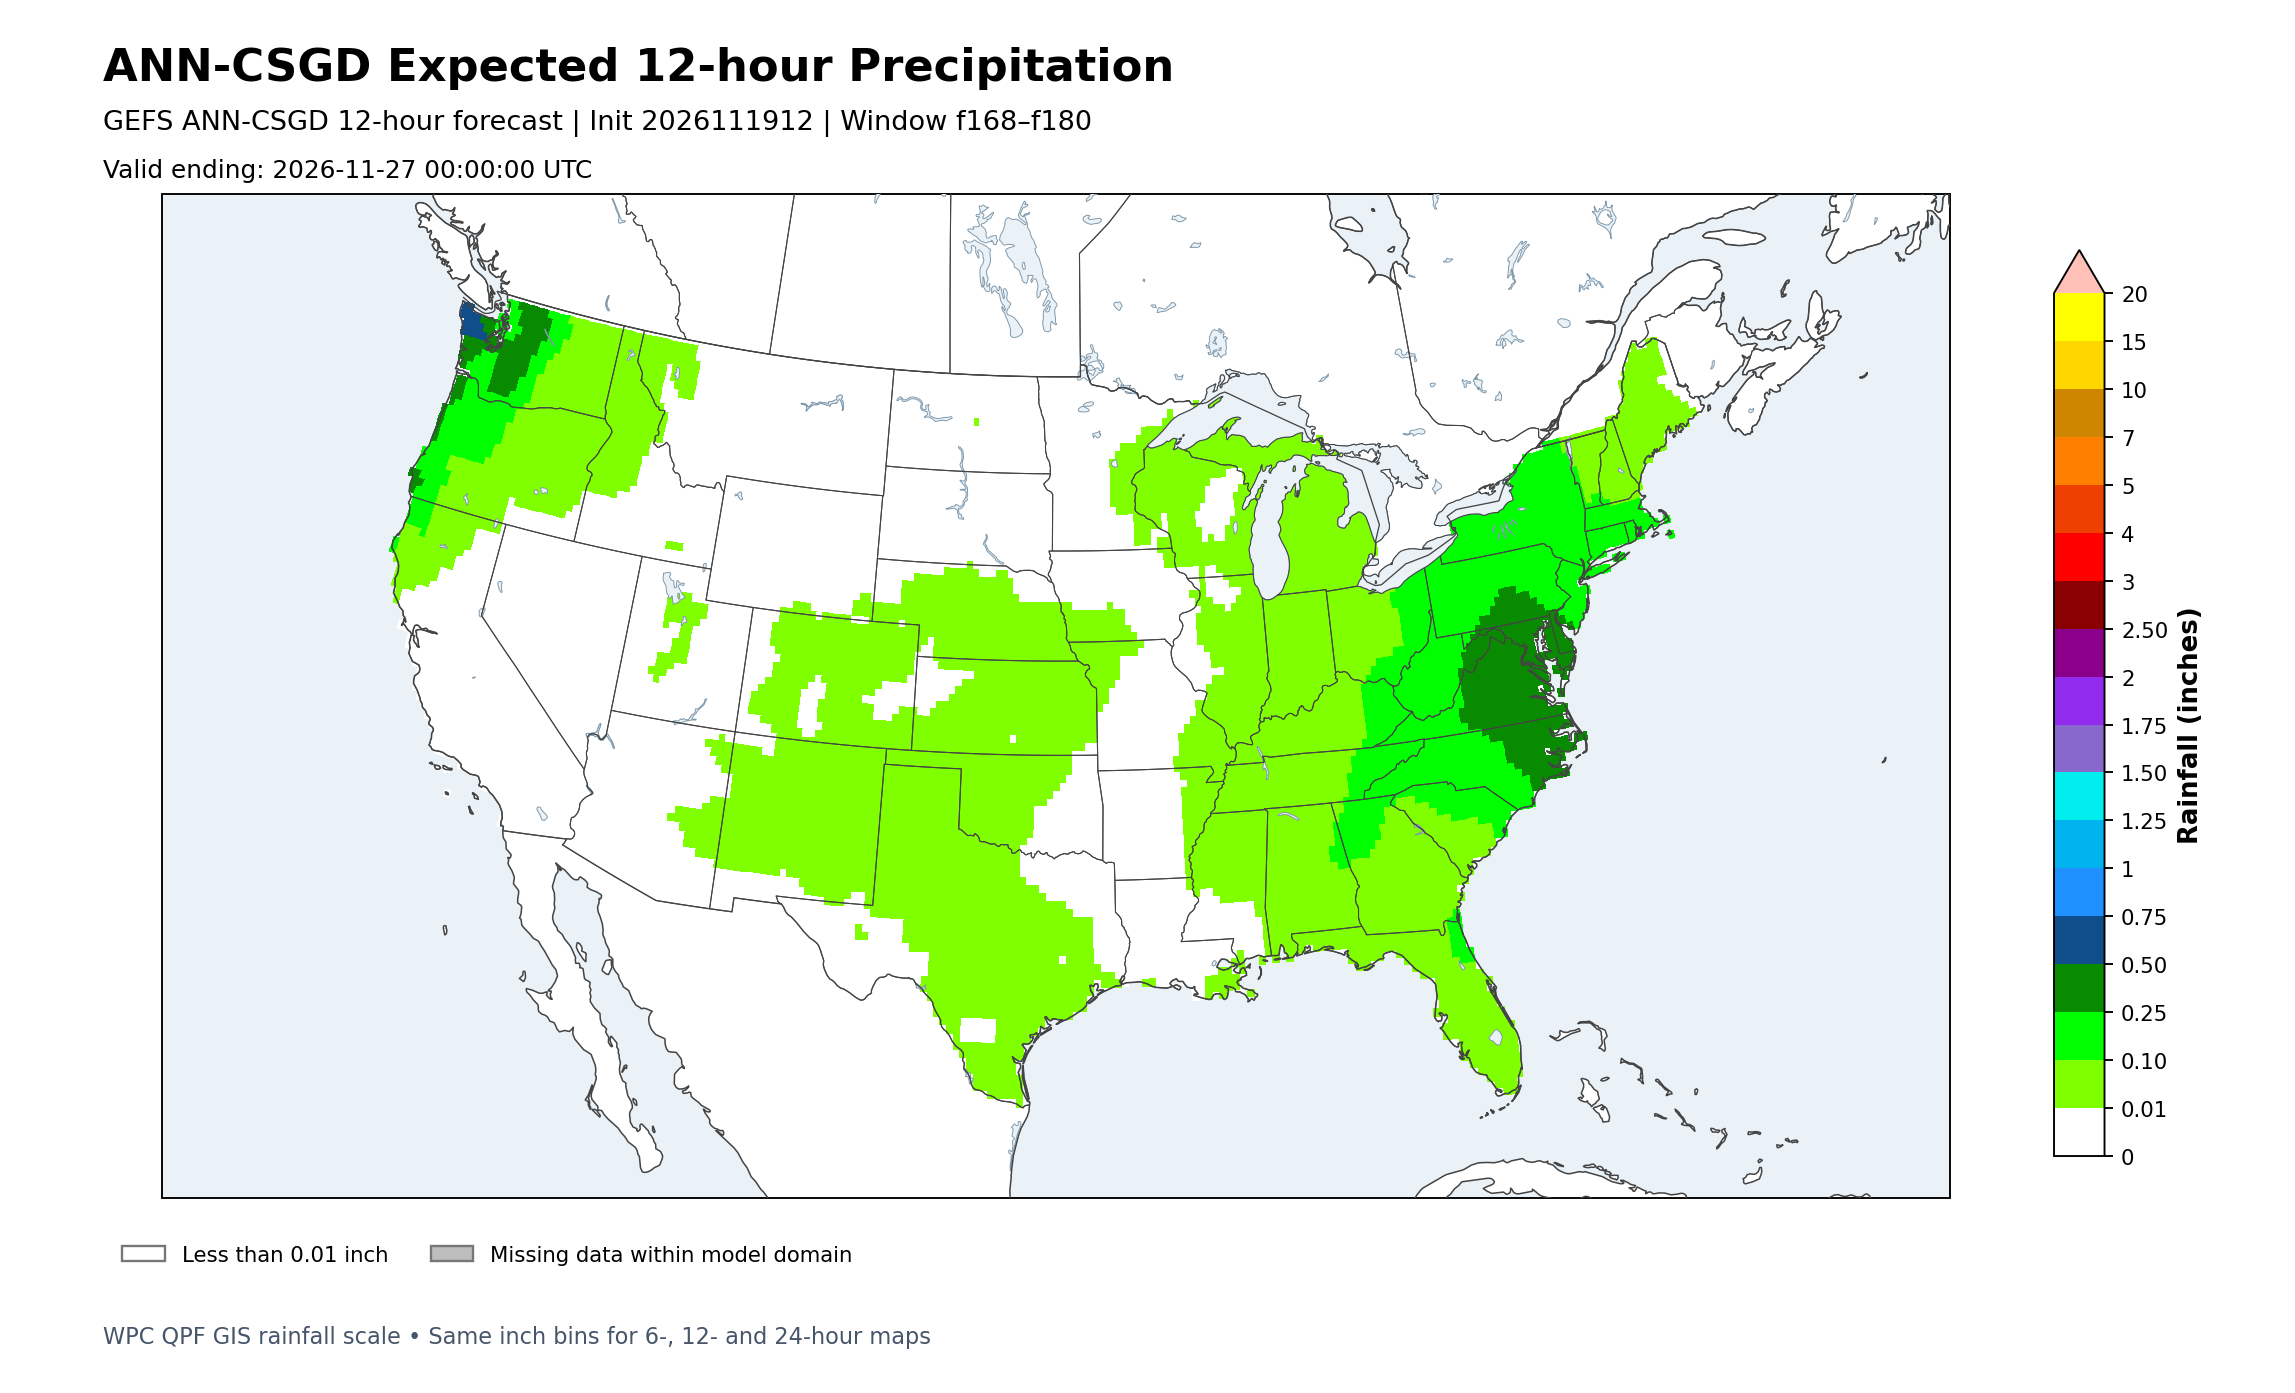 ANN-CSGD Expected 12-hour Precipitation
GEFS ANN-CSGD 12-hour forecast | Init 2026111912 | Window f168–f180
Valid ending: 2026-11-27 00:00:00 UTC
20
15
10
7
5
4
3
2.50
2
1.75
1.50
1.25
1
0.75
0.50
0.25
0.10
0.01
0
Rainfall (inches)
Less than 0.01 inch
Missing data within model domain
WPC QPF GIS rainfall scale • Same inch bins for 6-, 12- and 24-hour maps